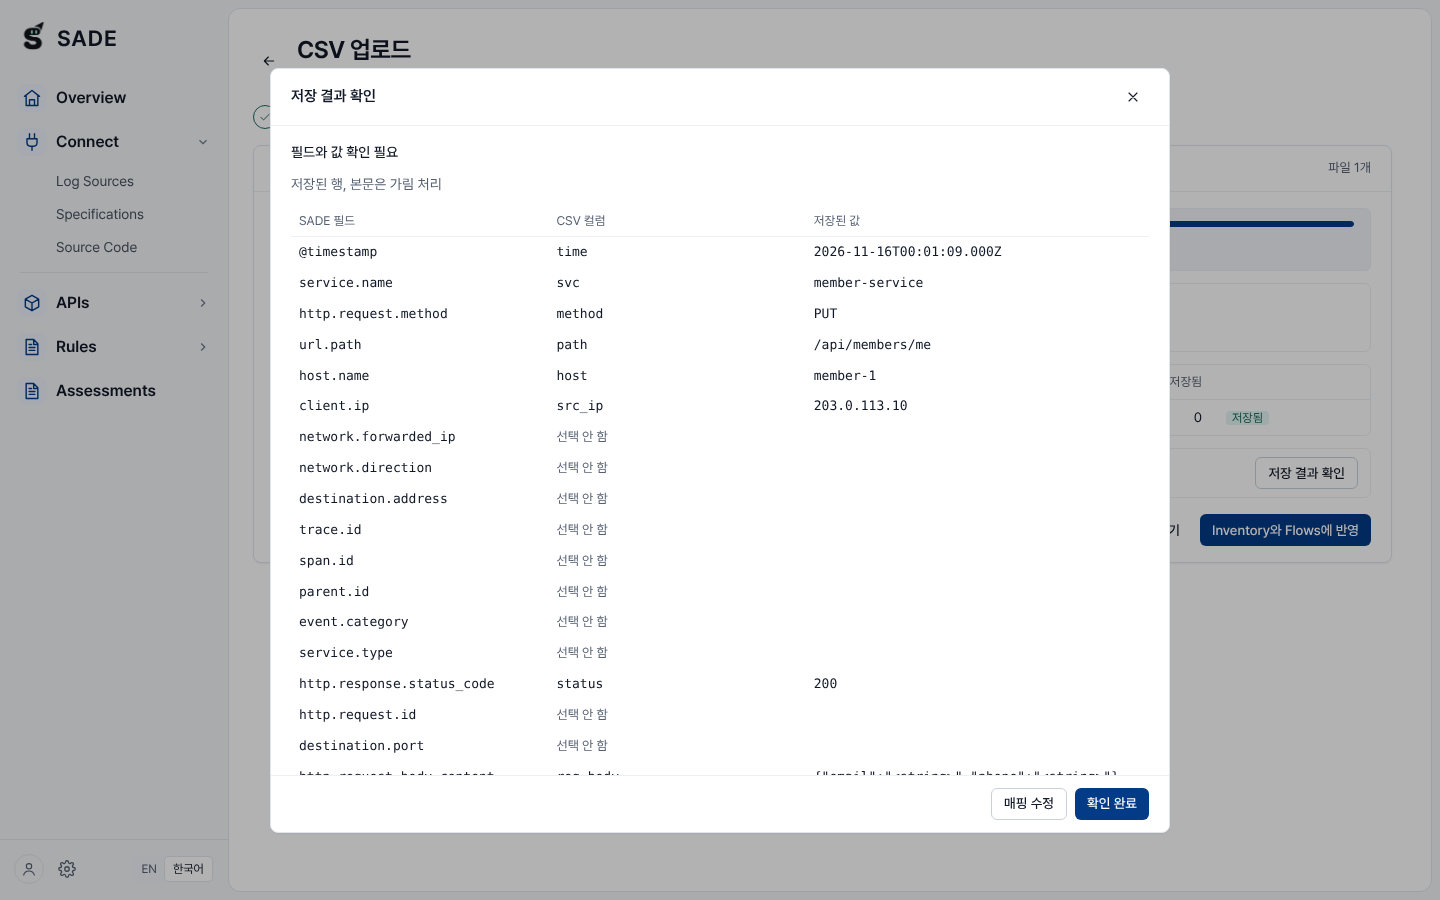 SADE
Overview
Connect
Log Sources
Specifications
Source Code
APIs
Rules
Assessments
EN 한국어
CSV 업로드
파일 1개
저장됨
0 저장됨
저장 결과 확인
기 Inventory와 Flows에 반영
저장 결과 확인
필드와 값 확인 필요
저장된 행, 본문은 가림 처리
SADE 필드 CSV 컬럼 저장된 값
@timestamp time 2026-11-16T00:01:09.000Z
service.name svc member-service
http.request.method method PUT
url.path path /api/members/me
host.name host member-1
client.ip src_ip 203.0.113.10
network.forwarded_ip 선택 안 함
network.direction 선택 안 함
destination.address 선택 안 함
trace.id 선택 안 함
span.id 선택 안 함
parent.id 선택 안 함
event.category 선택 안 함
service.type 선택 안 함
http.response.status_code status 200
http.request.id 선택 안 함
destination.port 선택 안 함
매핑 수정 확인 완료